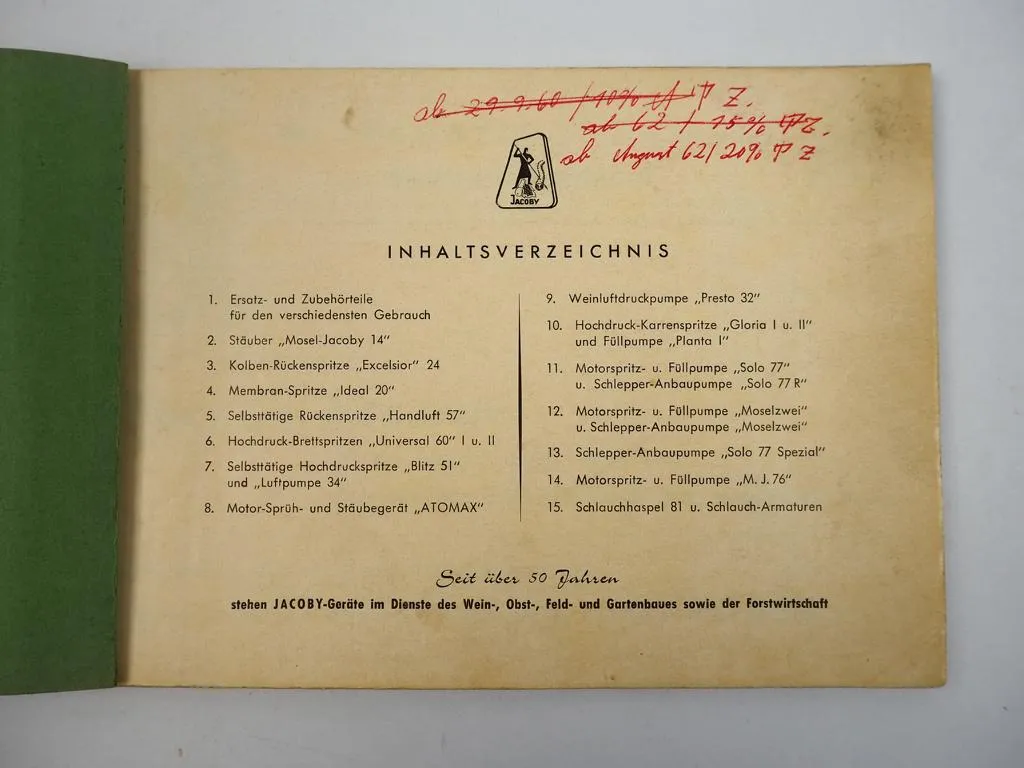 ab 29.9.60 / 10% TZ.
ab 62 / 15% TZ.
ab August 62/20% TZ
JACOBY
INHALTSVERZEICHNIS
1. Ersatz- und Zubehörteile
für den verschiedensten Gebrauch
2. Stäuber „Mosel-Jacoby 14"
3. Kolben-Rückenspritze „Excelsior" 24
4. Membran-Spritze „Ideal 20"
5. Selbsttätige Rückenspritze „Handluft 57"
6. Hochdruck-Brettspritzen „Universal 60" I u. II
7. Selbsttätige Hochdruckspritze „Blitz 51"
und „Luftpumpe 34"
8. Motor-Sprüh- und Stäubegerät „ATOMAX"
9. Weinluftdruckpumpe „Presto 32"
10. Hochdruck-Karrenspritze „Gloria I u. II"
und Füllpumpe „Planta I"
11. Motorspritz- u. Füllpumpe „Solo 77"
u. Schlepper-Anbaupumpe „Solo 77 R"
12. Motorspritz- u. Füllpumpe „Moselzwei"
u. Schlepper-Anbaupumpe „Moselzwei"
13. Schlepper-Anbaupumpe „Solo 77 Spezial"
14. Motorspritz- u. Füllpumpe „M. J. 76"
15. Schlauchhaspel 81 u. Schlauch-Armaturen
Seit über 50 Jahren
stehen JACOBY-Geräte im Dienste des Wein-, Obst-, Feld- und Gartenbaues sowie der Forstwirtschaft